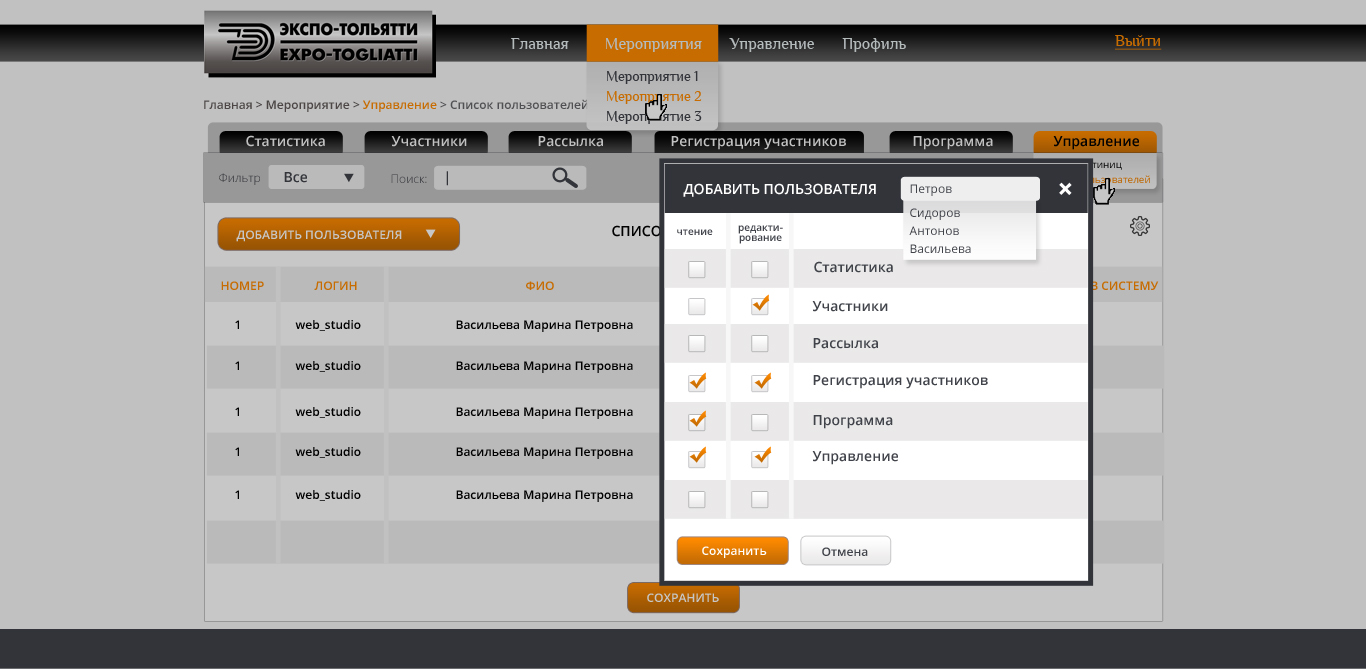 ЭКСПО-ТОЛЬЯТТИ
EXPO-TOGLIATTI
Главная Мероприятия Управление Профиль
Выйти
Мероприятие 1
Мероприятие 2
Мероприятие 3
Главная > Мероприятие > Управление > Список пользователей
Статистика Участники Рассылка Регистрация участников Программа Управление
Фильтр Все Поиск:
ДОБАВИТЬ ПОЛЬЗОВАТЕЛЯ
НОМЕР ЛОГИН ФИО В СИСТЕМУ
1 web_studio Васильева Марина Петровна
1 web_studio Васильева Марина Петровна
1 web_studio Васильева Марина Петровна
1 web_studio Васильева Марина Петровна
1 web_studio Васильева Марина Петровна
СОХРАНИТЬ
ДОБАВИТЬ ПОЛЬЗОВАТЕЛЯ Петров
Сидоров
Антонов
Васильева
чтение редакти-
рование
Статистика
Участники
Рассылка
Регистрация участников
Программа
Управление
Сохранить Отмена